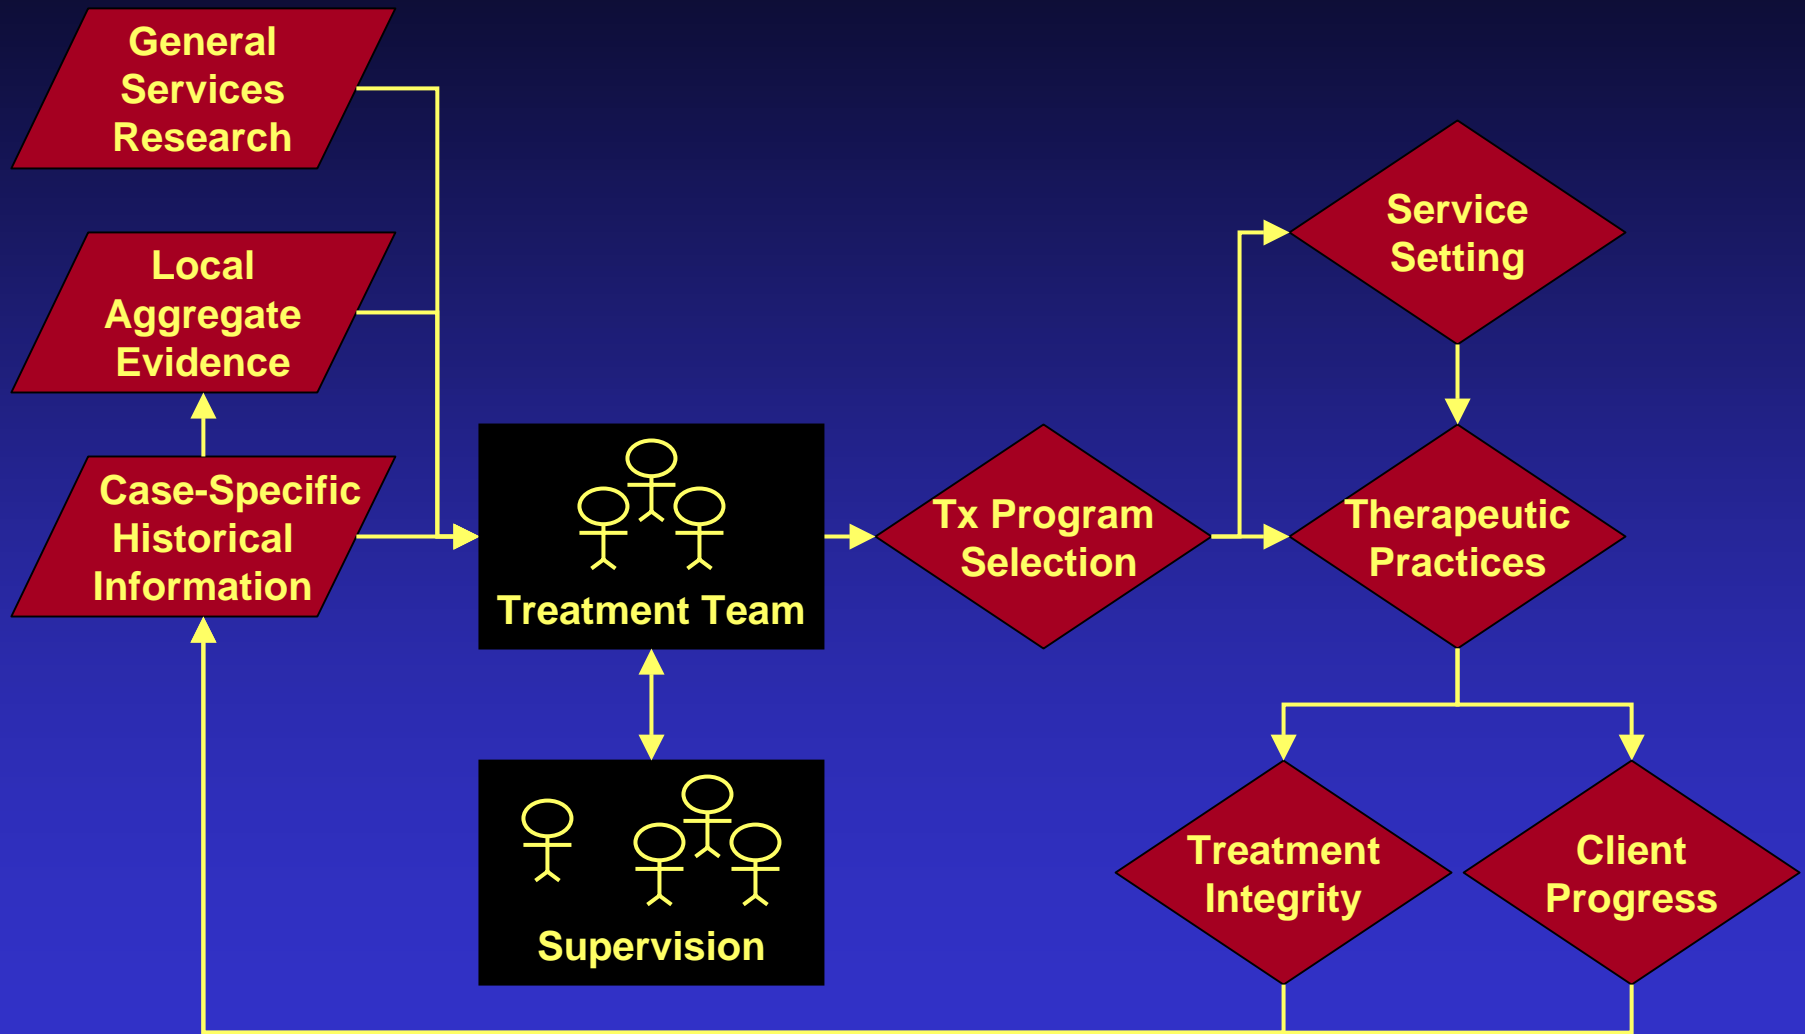 General
Services
Research
Local
Aggregate
Evidence
Case-Specific
Historical
Information
Treatment Team
Supervision
Tx Program
Selection
Service
Setting
Therapeutic
Practices
Treatment
Integrity
Client
Progress